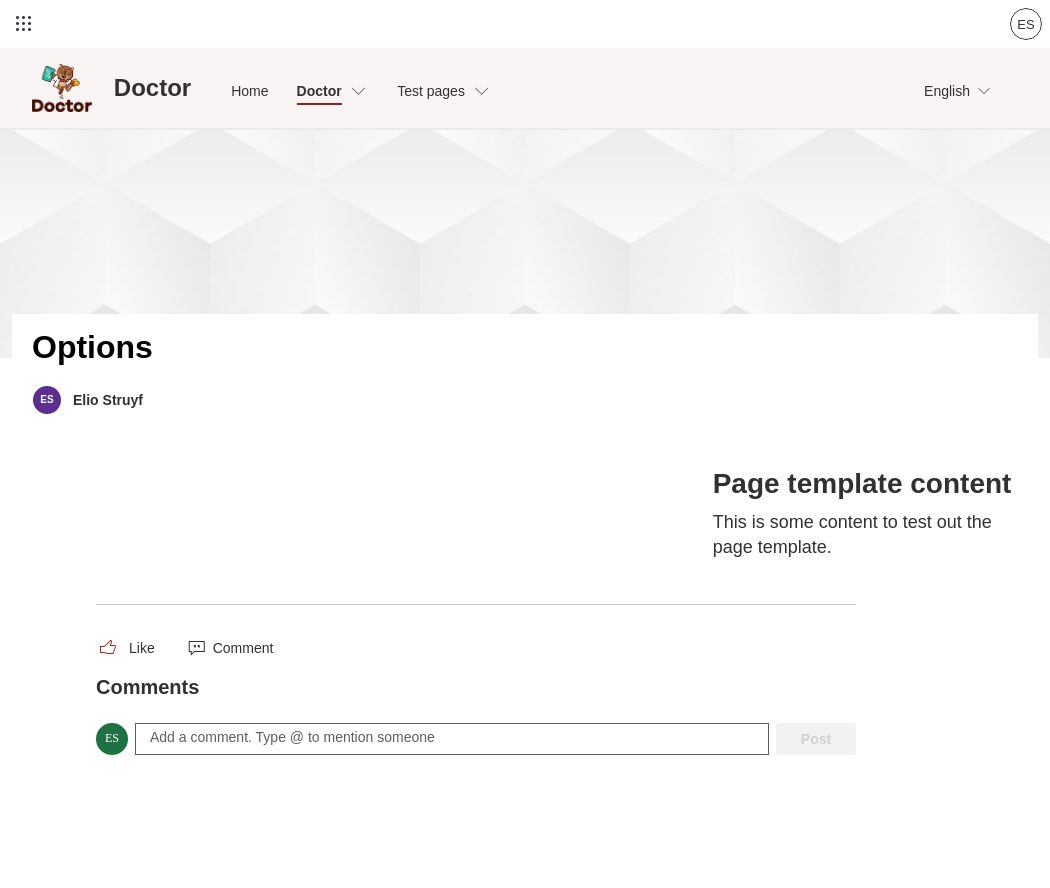 ES
Doctor
Doctor
Home
Doctor
Test pages
English
Options
ES
Elio Struyf
Page template content
This is some content to test out the
page template.
Like
Comment
Comments
ES
Add a comment. Type @ to mention someone
Post